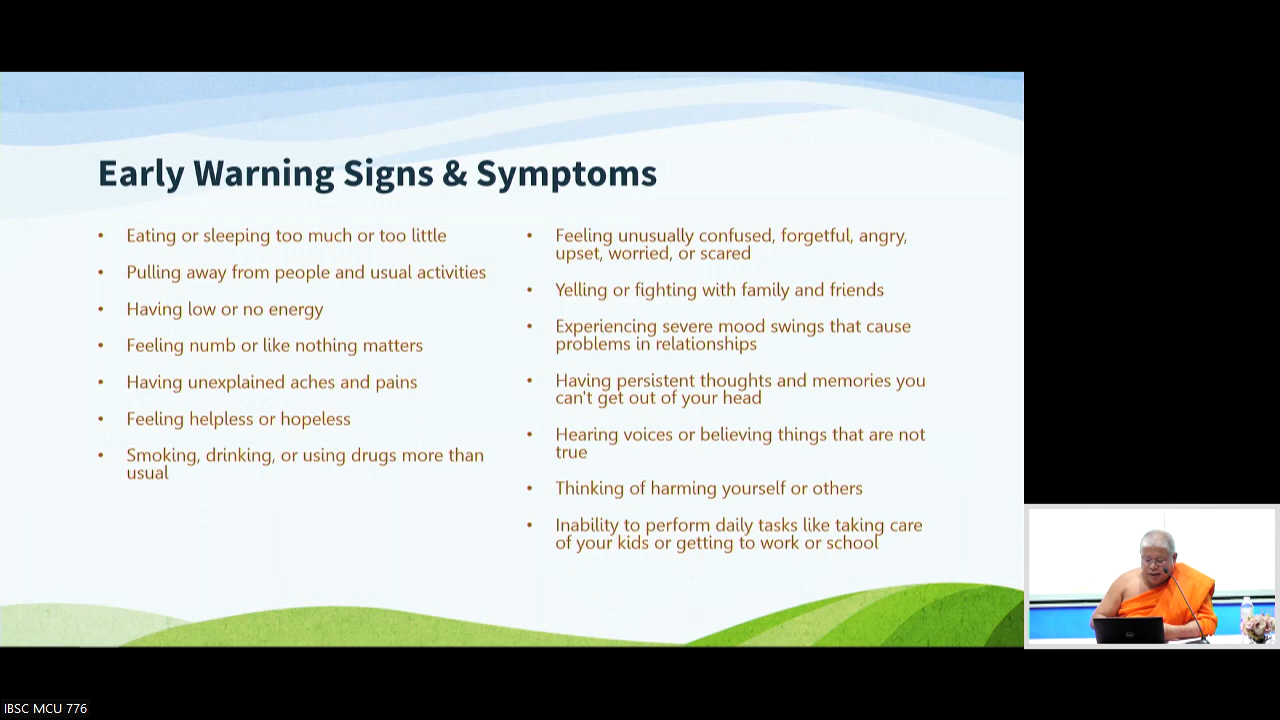 Early Warning Signs & Symptoms
• Eating or sleeping too much or too little
• Pulling away from people and usual activities
• Having low or no energy
• Feeling numb or like nothing matters
• Having unexplained aches and pains
• Feeling helpless or hopeless
• Smoking, drinking, or using drugs more than
usual
• Feeling unusually confused, forgetful, angry,
upset, worried, or scared
• Yelling or fighting with family and friends
• Experiencing severe mood swings that cause
problems in relationships
• Having persistent thoughts and memories you
can't get out of your head
• Hearing voices or believing things that are not
true
• Thinking of harming yourself or others
• Inability to perform daily tasks like taking care
of your kids or getting to work or school
IBSC MCU 776